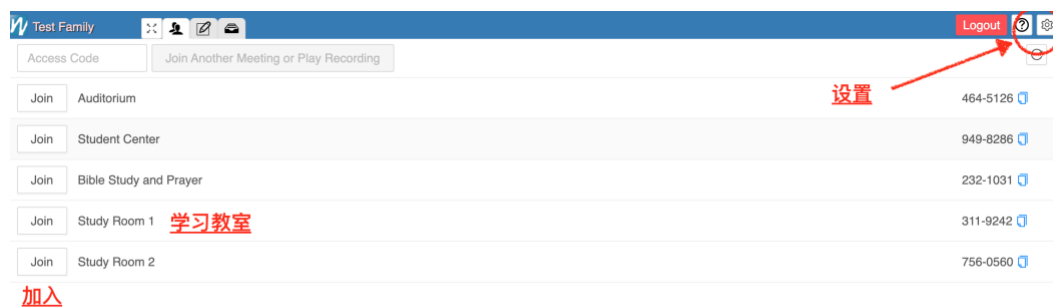 Test Family Logout
Access Code Join Another Meeting or Play Recording
设置
Join Auditorium 464-5126
Join Student Center 949-8286
Join Bible Study and Prayer 232-1031
Join Study Room 1 学习教室 311-9242
Join Study Room 2 756-0560
加入